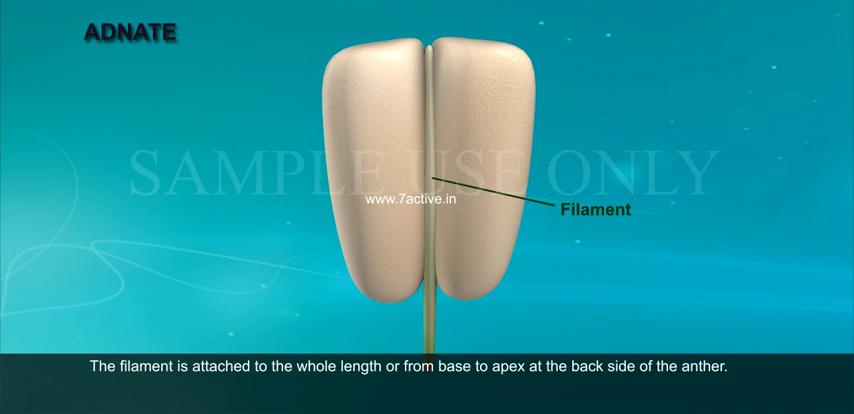 ADNATE
SAMPLE USE ONLY
www.7active.in
Filament
The filament is attached to the whole length or from base to apex at the back side of the anther.